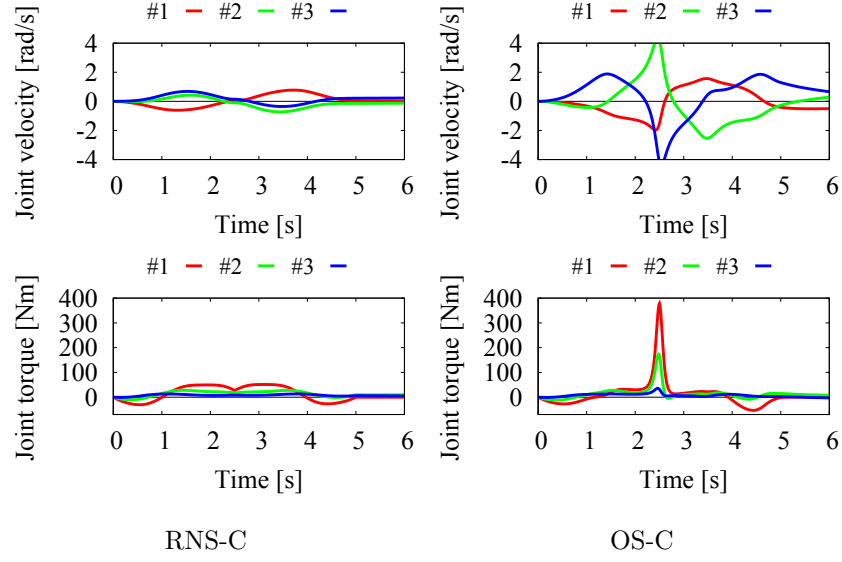 #1 #2 #3
Joint velocity [rad/s]
4
2
0
-2
-4
0 1 2 3 4 5 6
Time [s]
#1 #2 #3
Joint velocity [rad/s]
4
2
0
-2
-4
0 1 2 3 4 5 6
Time [s]
#1 #2 #3
Joint torque [Nm]
400
300
200
100
0
0 1 2 3 4 5 6
Time [s]
#1 #2 #3
Joint torque [Nm]
400
300
200
100
0
0 1 2 3 4 5 6
Time [s]
RNS-C
OS-C